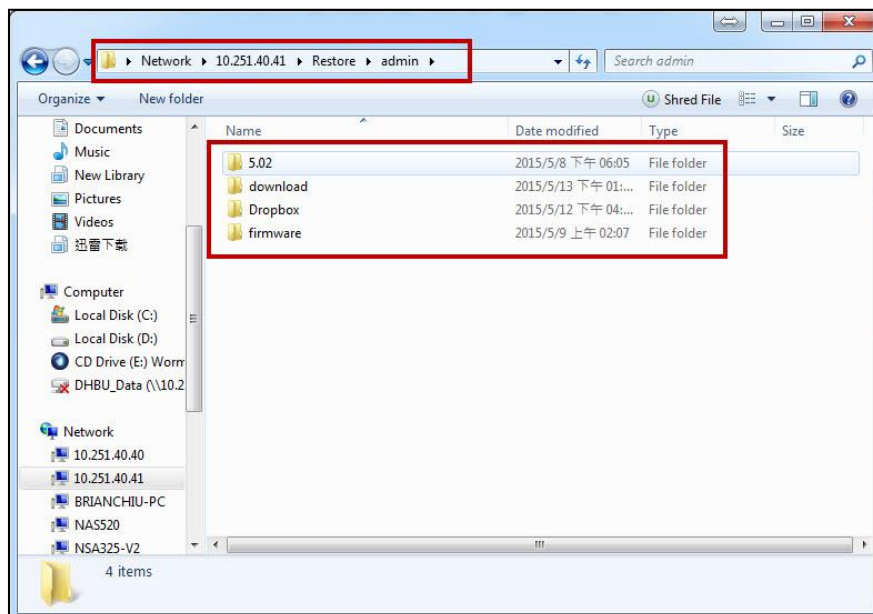 Network ▸ 10.251.40.41 ▸ Restore ▸ admin ▸
Search admin
Organize ▾ New folder
Shred File
Documents
Music
New Library
Pictures
Videos
迅雷下载
Computer
Local Disk (C:)
Local Disk (D:)
CD Drive (E:) Worm
DHBU_Data (\\10.2
Network
10.251.40.40
10.251.40.41
BRIANCHIU-PC
NAS520
NSA325-V2
Name Date modified Type Size
5.02 2015/5/8 下午 06:05 File folder
download 2015/5/13 下午 01:... File folder
Dropbox 2015/5/12 下午 04:... File folder
firmware 2015/5/9 上午 02:07 File folder
4 items